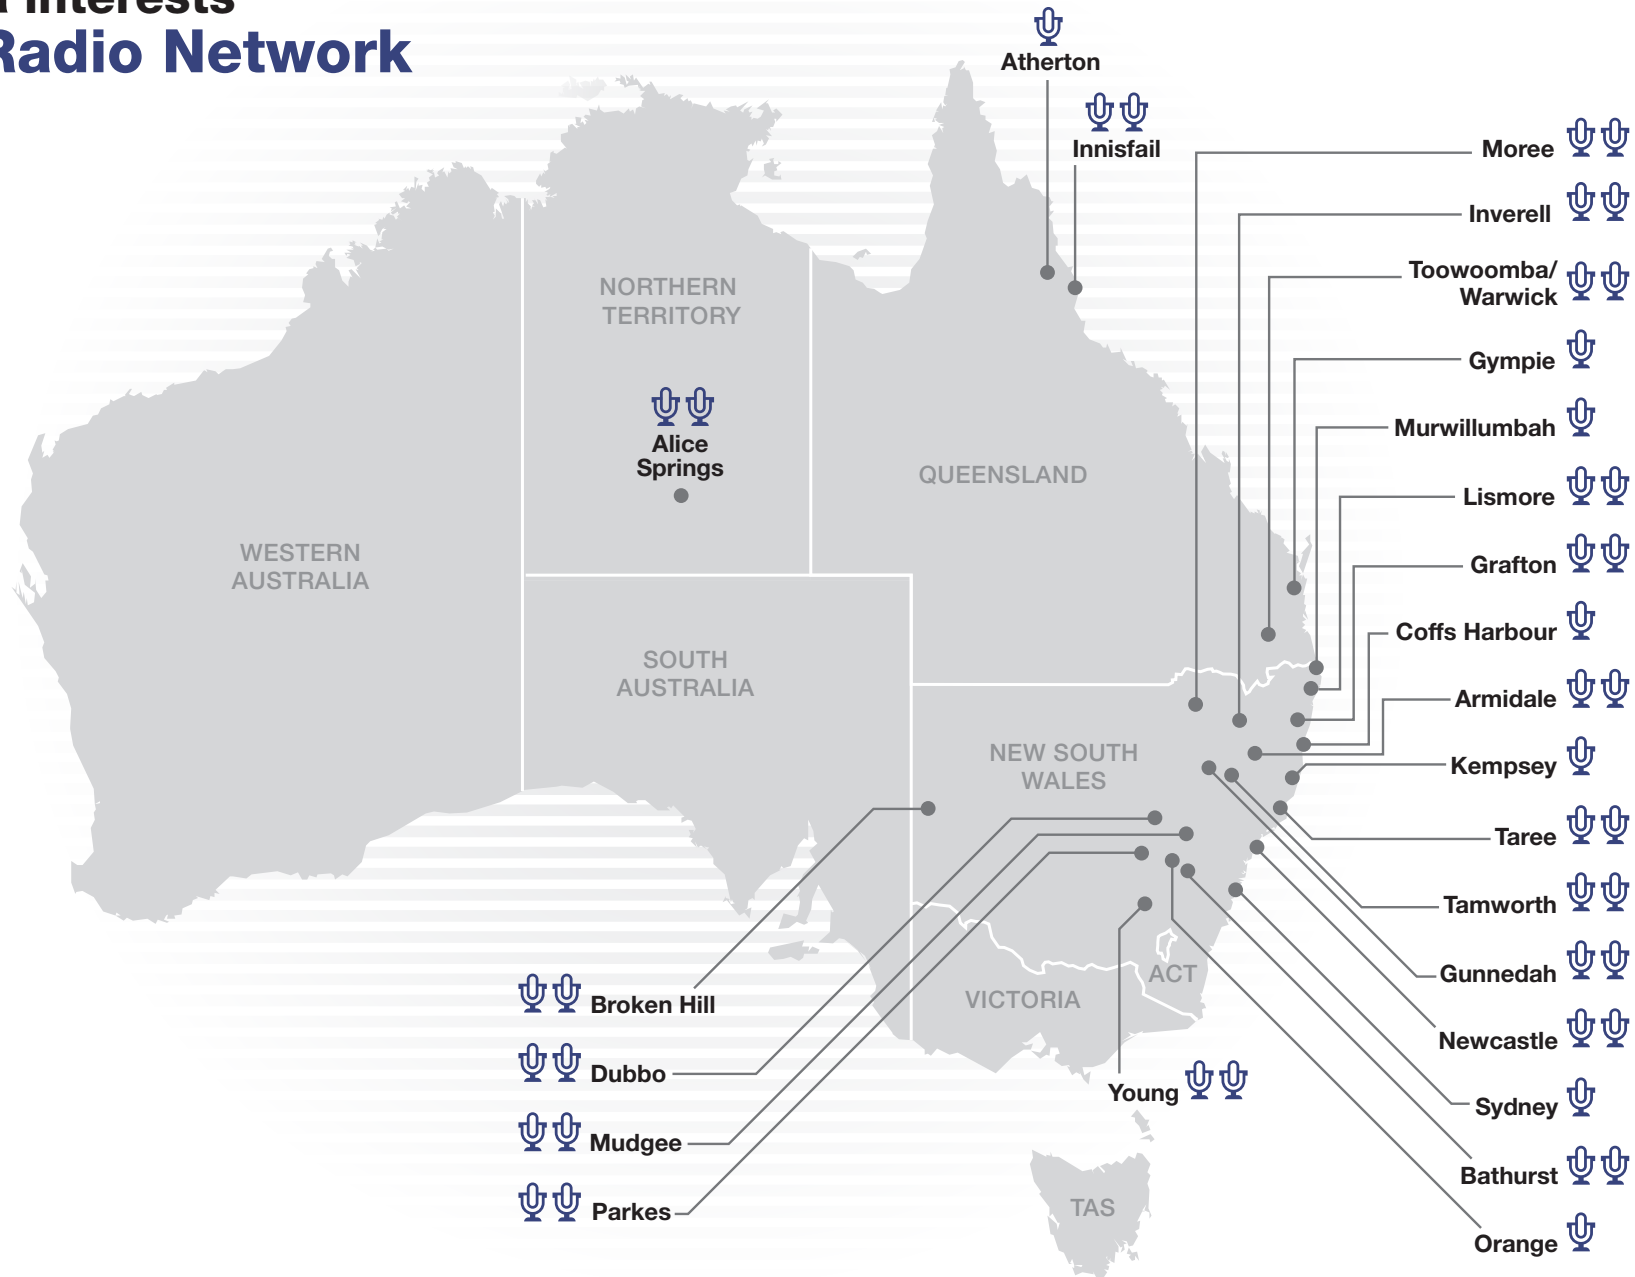 Interests
Radio Network
Atherton
Innisfail
Moree
Inverell
Toowoomba/
Warwick
Gympie
Murwillumbah
Lismore
Grafton
Coffs Harbour
Armidale
Kempsey
Taree
Tamworth
Gunnedah
Newcastle
Sydney
Bathurst
Orange
NORTHERN
TERRITORY
Alice
Springs
QUEENSLAND
WESTERN
AUSTRALIA
SOUTH
AUSTRALIA
NEW SOUTH
WALES
ACT
VICTORIA
TAS
Broken Hill
Dubbo
Mudgee
Parkes
Young